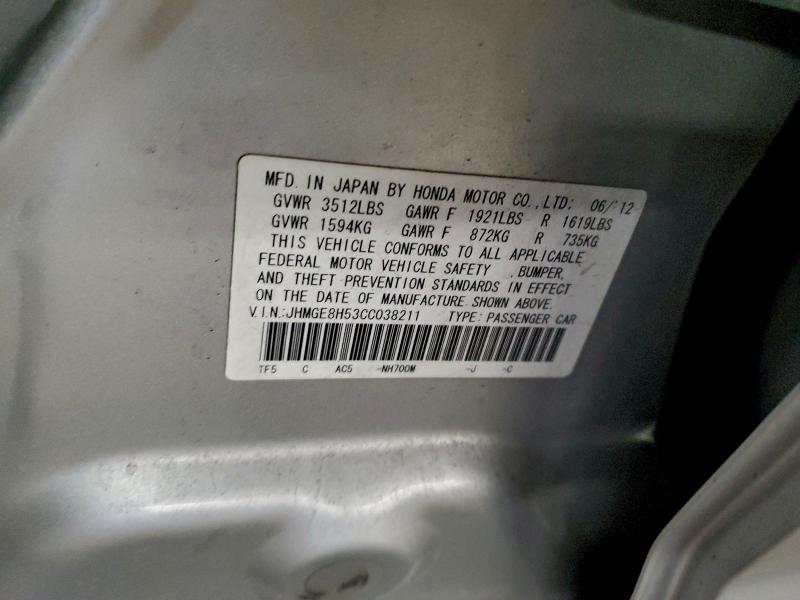 MFD. IN JAPAN BY HONDA MOTOR CO.,LTD: 06/12
GVWR 3512LBS GAWR F 1921LBS R 1619LBS
GVWR 1594KG GAWR F 872KG R 735KG
THIS VEHICLE CONFORMS TO ALL APPLICABLE
FEDERAL MOTOR VEHICLE SAFETY ,BUMPER,
AND THEFT PREVENTION STANDARDS IN EFFECT
ON THE DATE OF MANUFACTURE SHOWN ABOVE.
V.I.N.:JHMGE8H53CC038211 TYPE: PASSENGER CAR
TF5 C AC5 -NH700M -J -C